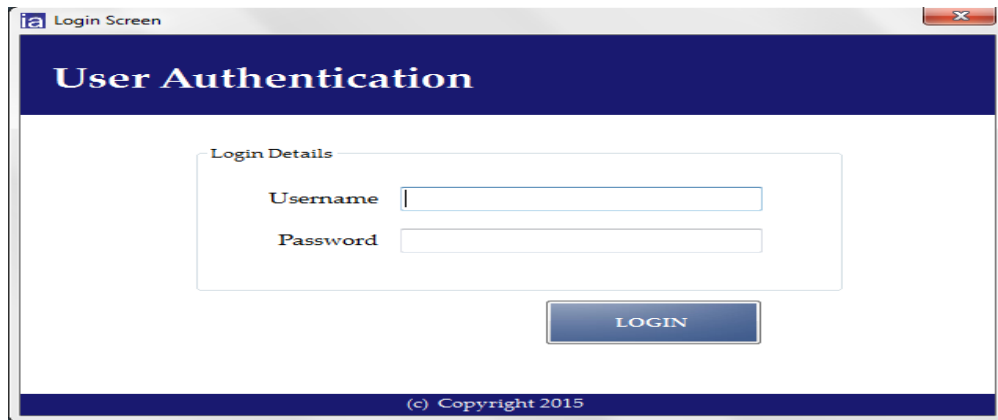 ia Login Screen
User Authentication
Login Details
Username
Password
LOGIN
(c) Copyright 2015